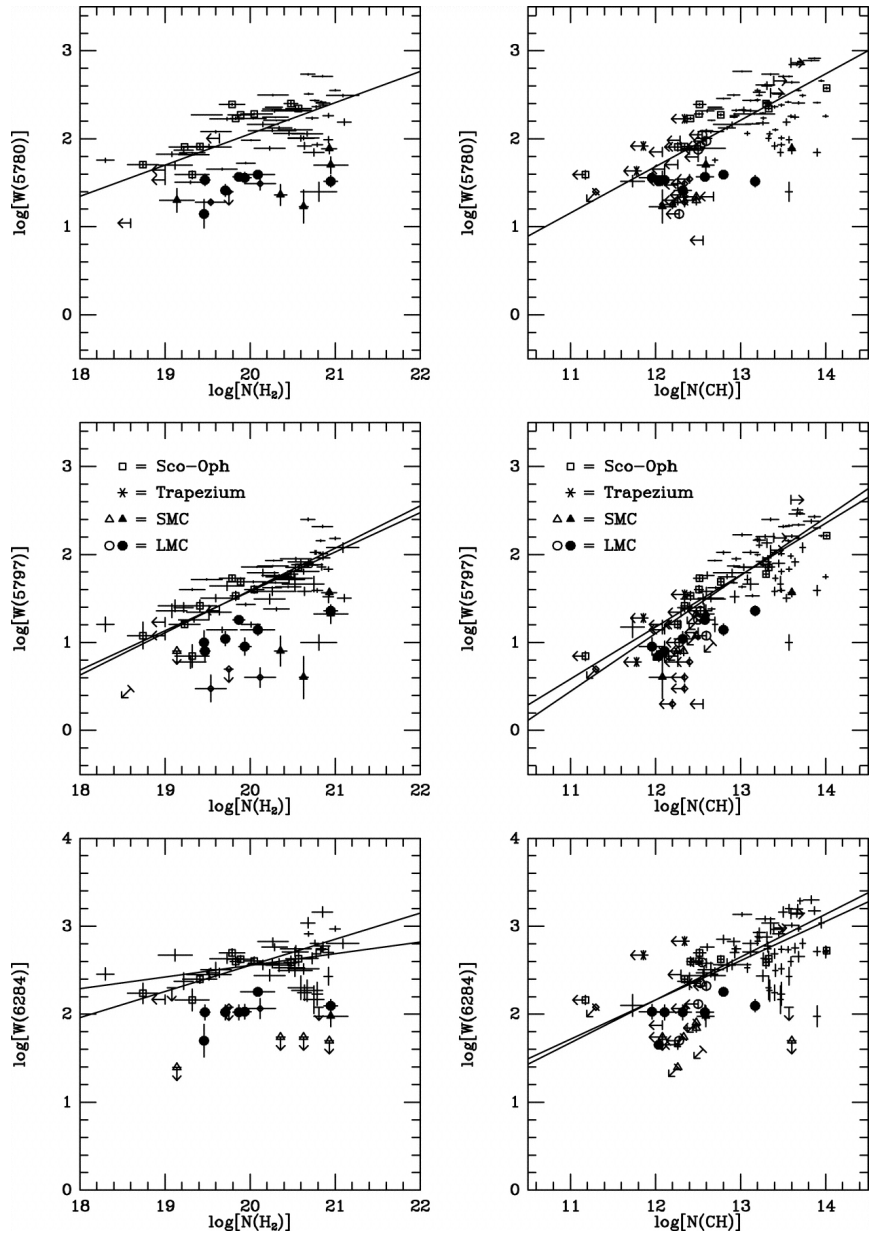 3
2
1
0
log[W(5780)]
18 19 20 21 22
log[N(H₂)]
3
2
1
0
log[W(5780)]
11 12 13 14
log[N(CH)]
3
2
1
0
log[W(5797)]
□ = Sco-Oph
* = Trapezium
△ ▲ = SMC
○ ● = LMC
18 19 20 21 22
log[N(H₂)]
3
2
1
0
log[W(5797)]
□ = Sco-Oph
* = Trapezium
△ ▲ = SMC
○ ● = LMC
11 12 13 14
log[N(CH)]
4
3
2
1
0
log[W(6284)]
18 19 20 21 22
log[N(H₂)]
4
3
2
1
0
log[W(6284)]
11 12 13 14
log[N(CH)]